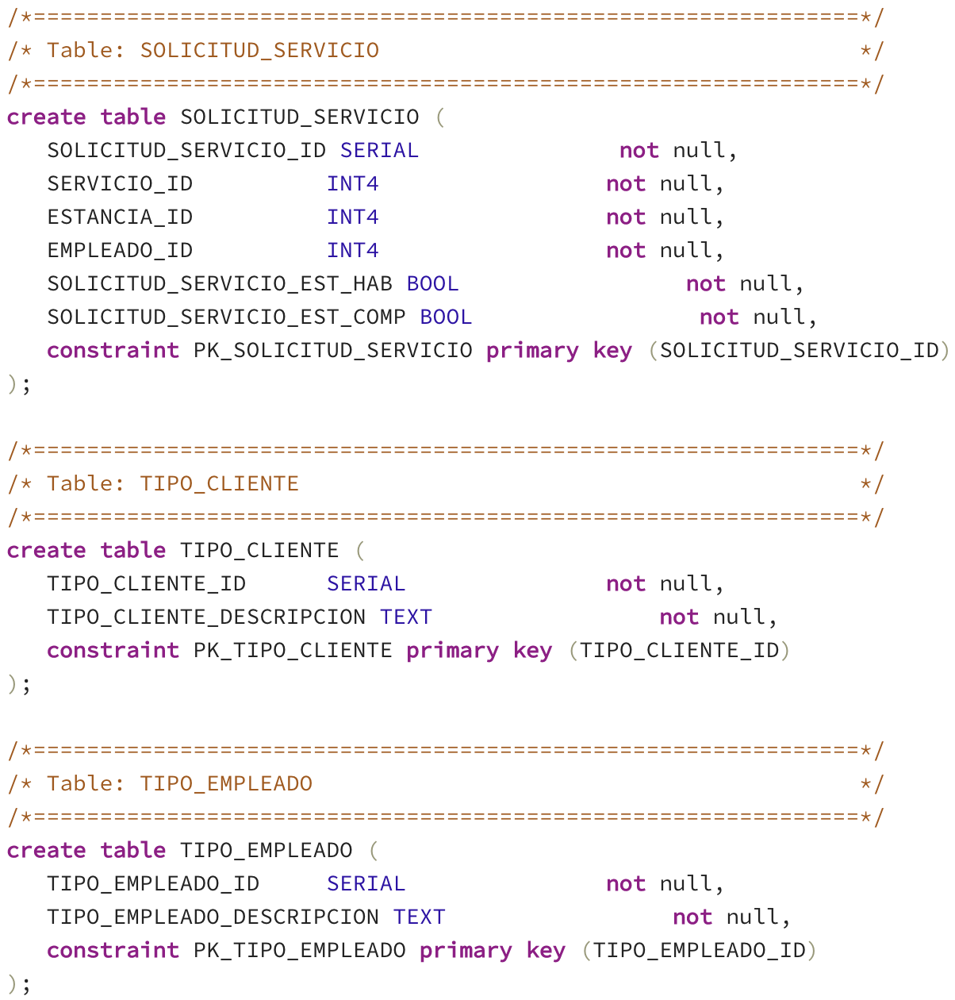 /*==============================================================*/
/* Table: SOLICITUD_SERVICIO                                    */
/*==============================================================*/
create table SOLICITUD_SERVICIO (
   SOLICITUD_SERVICIO_ID SERIAL               not null,
   SERVICIO_ID          INT4                 not null,
   ESTANCIA_ID          INT4                 not null,
   EMPLEADO_ID          INT4                 not null,
   SOLICITUD_SERVICIO_EST_HAB BOOL                 not null,
   SOLICITUD_SERVICIO_EST_COMP BOOL                 not null,
   constraint PK_SOLICITUD_SERVICIO primary key (SOLICITUD_SERVICIO_ID)
);

/*==============================================================*/
/* Table: TIPO_CLIENTE                                          */
/*==============================================================*/
create table TIPO_CLIENTE (
   TIPO_CLIENTE_ID      SERIAL               not null,
   TIPO_CLIENTE_DESCRIPCION TEXT                 not null,
   constraint PK_TIPO_CLIENTE primary key (TIPO_CLIENTE_ID)
);

/*==============================================================*/
/* Table: TIPO_EMPLEADO                                         */
/*==============================================================*/
create table TIPO_EMPLEADO (
   TIPO_EMPLEADO_ID     SERIAL               not null,
   TIPO_EMPLEADO_DESCRIPCION TEXT                 not null,
   constraint PK_TIPO_EMPLEADO primary key (TIPO_EMPLEADO_ID)
);